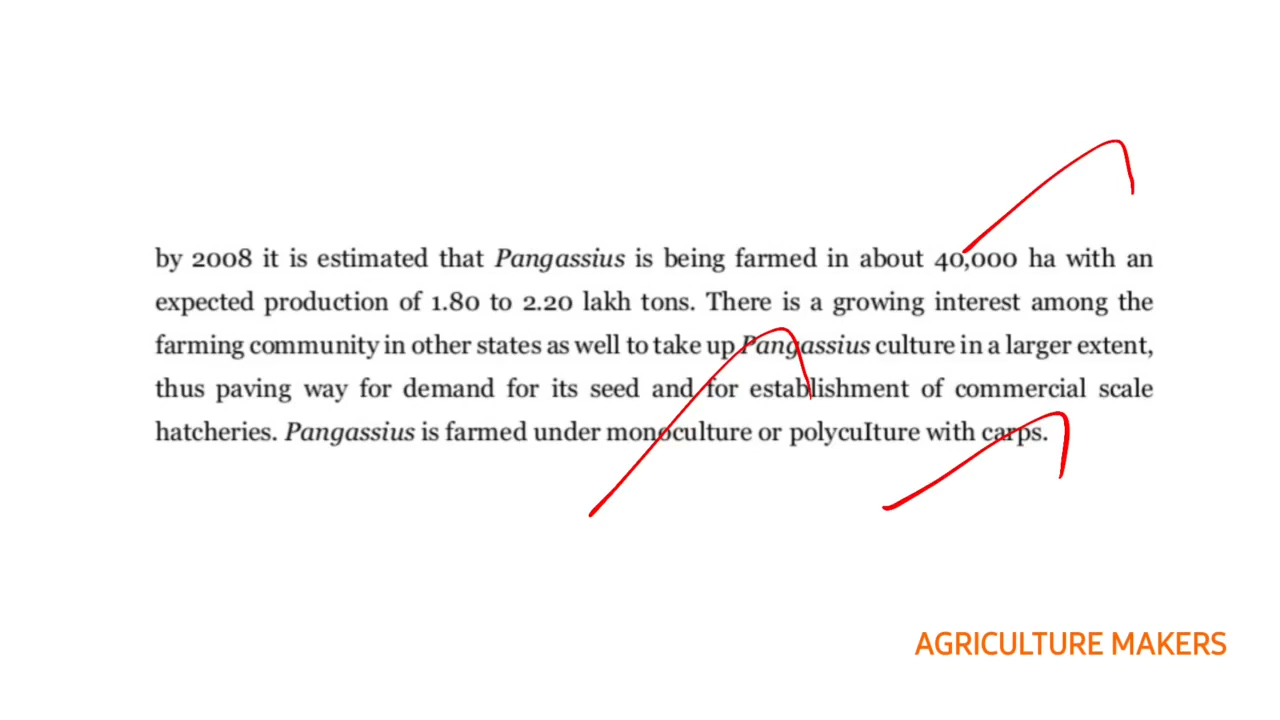 by 2008 it is estimated that Pangassius is being farmed in about 40,000 ha with an
expected production of 1.80 to 2.20 lakh tons. There is a growing interest among the
farming community in other states as well to take up Pangassius culture in a larger extent,
thus paving way for demand for its seed and for establishment of commercial scale
hatcheries. Pangassius is farmed under monoculture or polycuIture with carps.
AGRICULTURE MAKERS